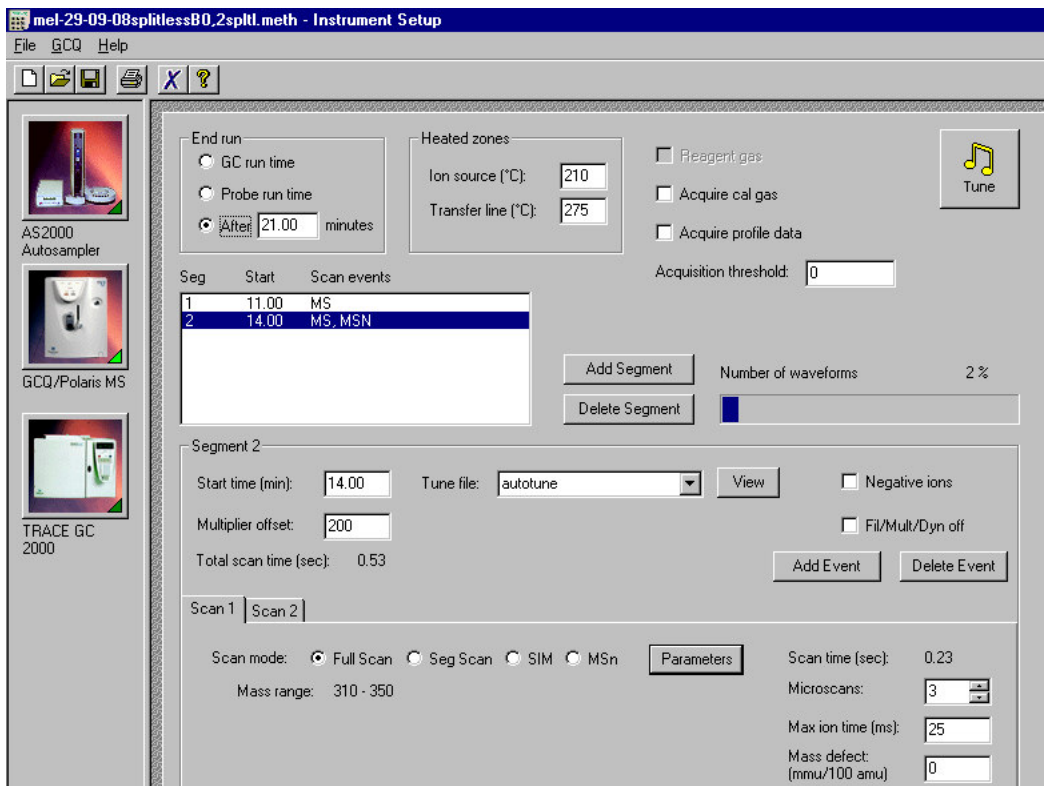 mel-29-09-08splitlessB0,2spltl.meth - Instrument Setup
File GCQ Help
End run
GC run time
Probe run time
After 21.00 minutes
Heated zones
Ion source (°C): 210
Transfer line (°C): 275
Reagent gas
Acquire cal gas
Acquire profile data
Acquisition threshold: 0
Tune
AS2000
Autosampler
GCQ/Polaris MS
TRACE GC
2000
Seg Start Scan events
1 11.00 MS
2 14.00 MS, MSN
Add Segment
Delete Segment
Number of waveforms 2 %
Segment 2
Start time (min): 14.00 Tune file: autotune View Negative ions
Multiplier offset: 200 Fil/Mult/Dyn off
Total scan time (sec): 0.53 Add Event Delete Event
Scan 1 Scan 2
Scan mode: Full Scan Seg Scan SIM MSn Parameters Scan time (sec): 0.23
Mass range: 310 - 350 Microscans: 3
Max ion time (ms): 25
Mass defect:
(mmu/100 amu) 0